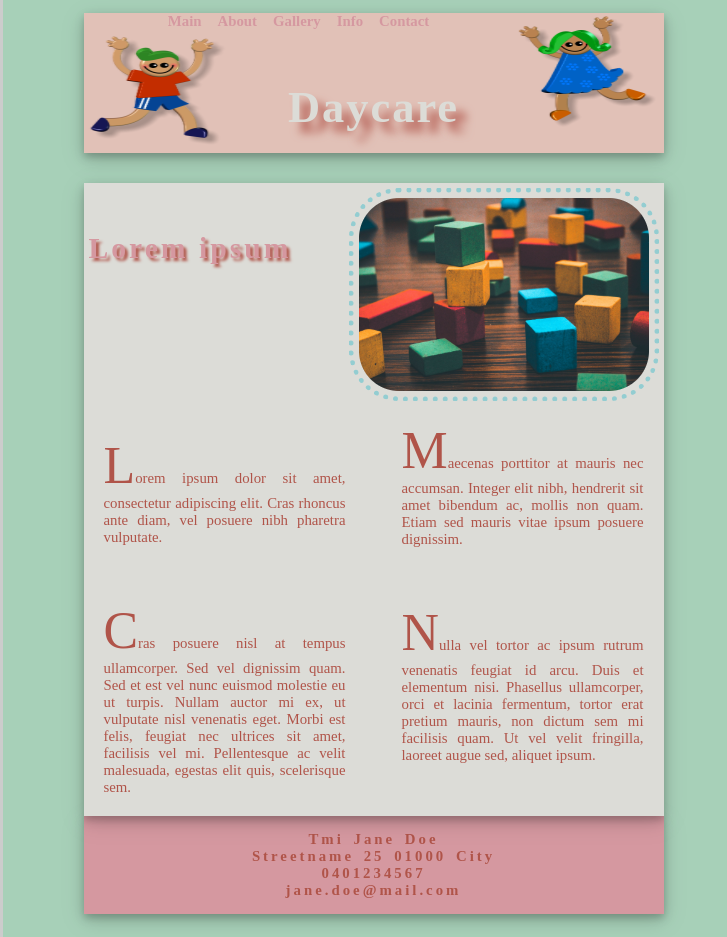 Main About Gallery Info Contact
Daycare
Lorem ipsum
Lorem ipsum dolor sit amet,
consectetur adipiscing elit. Cras rhoncus
ante diam, vel posuere nibh pharetra
vulputate.
Maecenas porttitor at mauris nec
accumsan. Integer elit nibh, hendrerit sit
amet bibendum ac, mollis non quam.
Etiam sed mauris vitae ipsum posuere
dignissim.
Cras posuere nisl at tempus
ullamcorper. Sed vel dignissim quam.
Sed et est vel nunc euismod molestie eu
ut turpis. Nullam auctor mi ex, ut
vulputate nisl venenatis eget. Morbi est
felis, feugiat nec ultrices sit amet,
facilisis vel mi. Pellentesque ac velit
malesuada, egestas elit quis, scelerisque
sem.
Nulla vel tortor ac ipsum rutrum
venenatis feugiat id arcu. Duis et
elementum nisi. Phasellus ullamcorper,
orci et lacinia fermentum, tortor erat
pretium mauris, non dictum sem mi
facilisis quam. Ut vel velit fringilla,
laoreet augue sed, aliquet ipsum.
Tmi Jane Doe
Streetname 25 01000 City
0401234567
jane.doe@mail.com